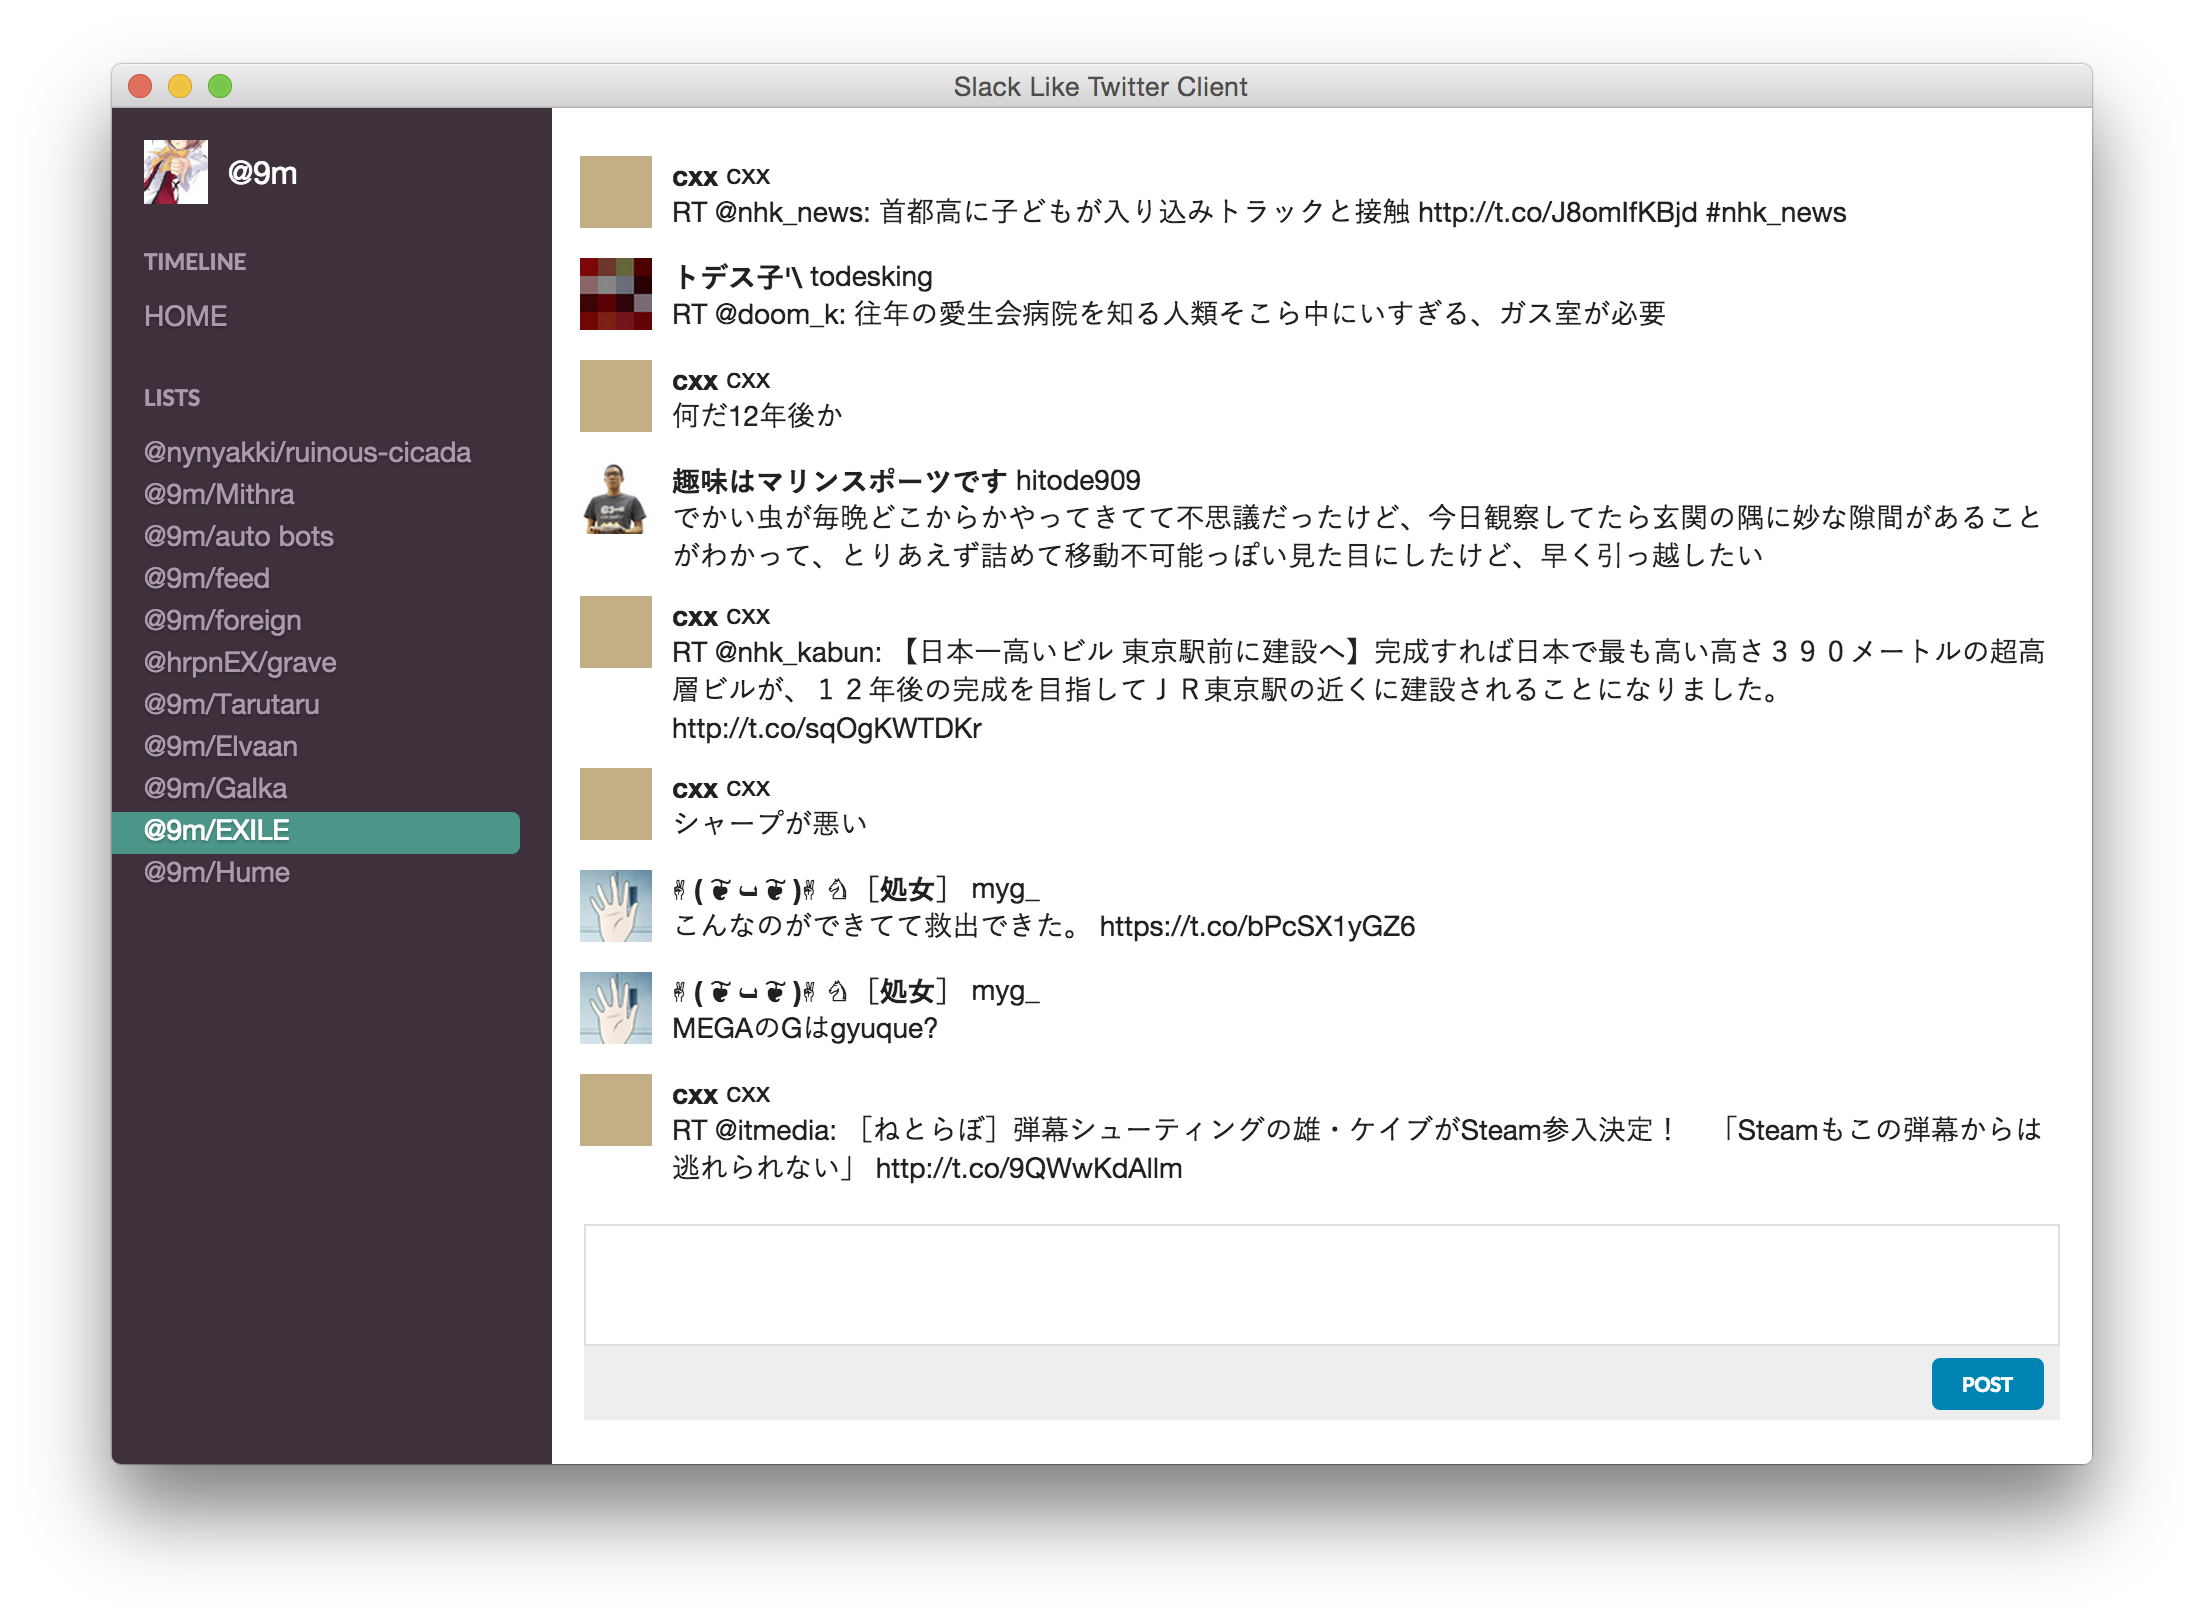 Slack Like Twitter Client
@9m
TIMELINE
HOME
LISTS
@nynyakki/ruinous-cicada
@9m/Mithra
@9m/auto bots
@9m/feed
@9m/foreign
@hrpnEX/grave
@9m/Tarutaru
@9m/Elvaan
@9m/Galka
@9m/EXILE
@9m/Hume
cxx cxx
RT @nhk_news: 首都高に子どもが入り込みトラックと接触 http://t.co/J8omIfKBjd #nhk_news
トデス子'\ todesking
RT @doom_k: 往年の愛生会病院を知る人類そこら中にいすぎる、ガス室が必要
cxx cxx
何だ12年後か
趣味はマリンスポーツです hitode909
でかい虫が毎晩どこからかやってきてて不思議だったけど、今日観察してたら玄関の隅に妙な隙間があること
がわかって、とりあえず詰めて移動不可能っぽい見た目にしたけど、早く引っ越したい
cxx cxx
RT @nhk_kabun: 【日本一高いビル 東京駅前に建設へ】完成すれば日本で最も高い高さ３９０メートルの超高
層ビルが、１２年後の完成を目指してＪＲ東京駅の近くに建設されることになりました。
http://t.co/sqOgKWTDKr
cxx cxx
シャープが悪い
✌( ❦ ⌣ ❦ )✌ ♘［処女］ myg_
こんなのができてて救出できた。 https://t.co/bPcSX1yGZ6
✌( ❦ ⌣ ❦ )✌ ♘［処女］ myg_
MEGAのGはgyuque?
cxx cxx
RT @itmedia: ［ねとらぼ］弾幕シューティングの雄・ケイブがSteam参入決定！　「Steamもこの弾幕からは
逃れられない」 http://t.co/9QWwKdAllm
POST